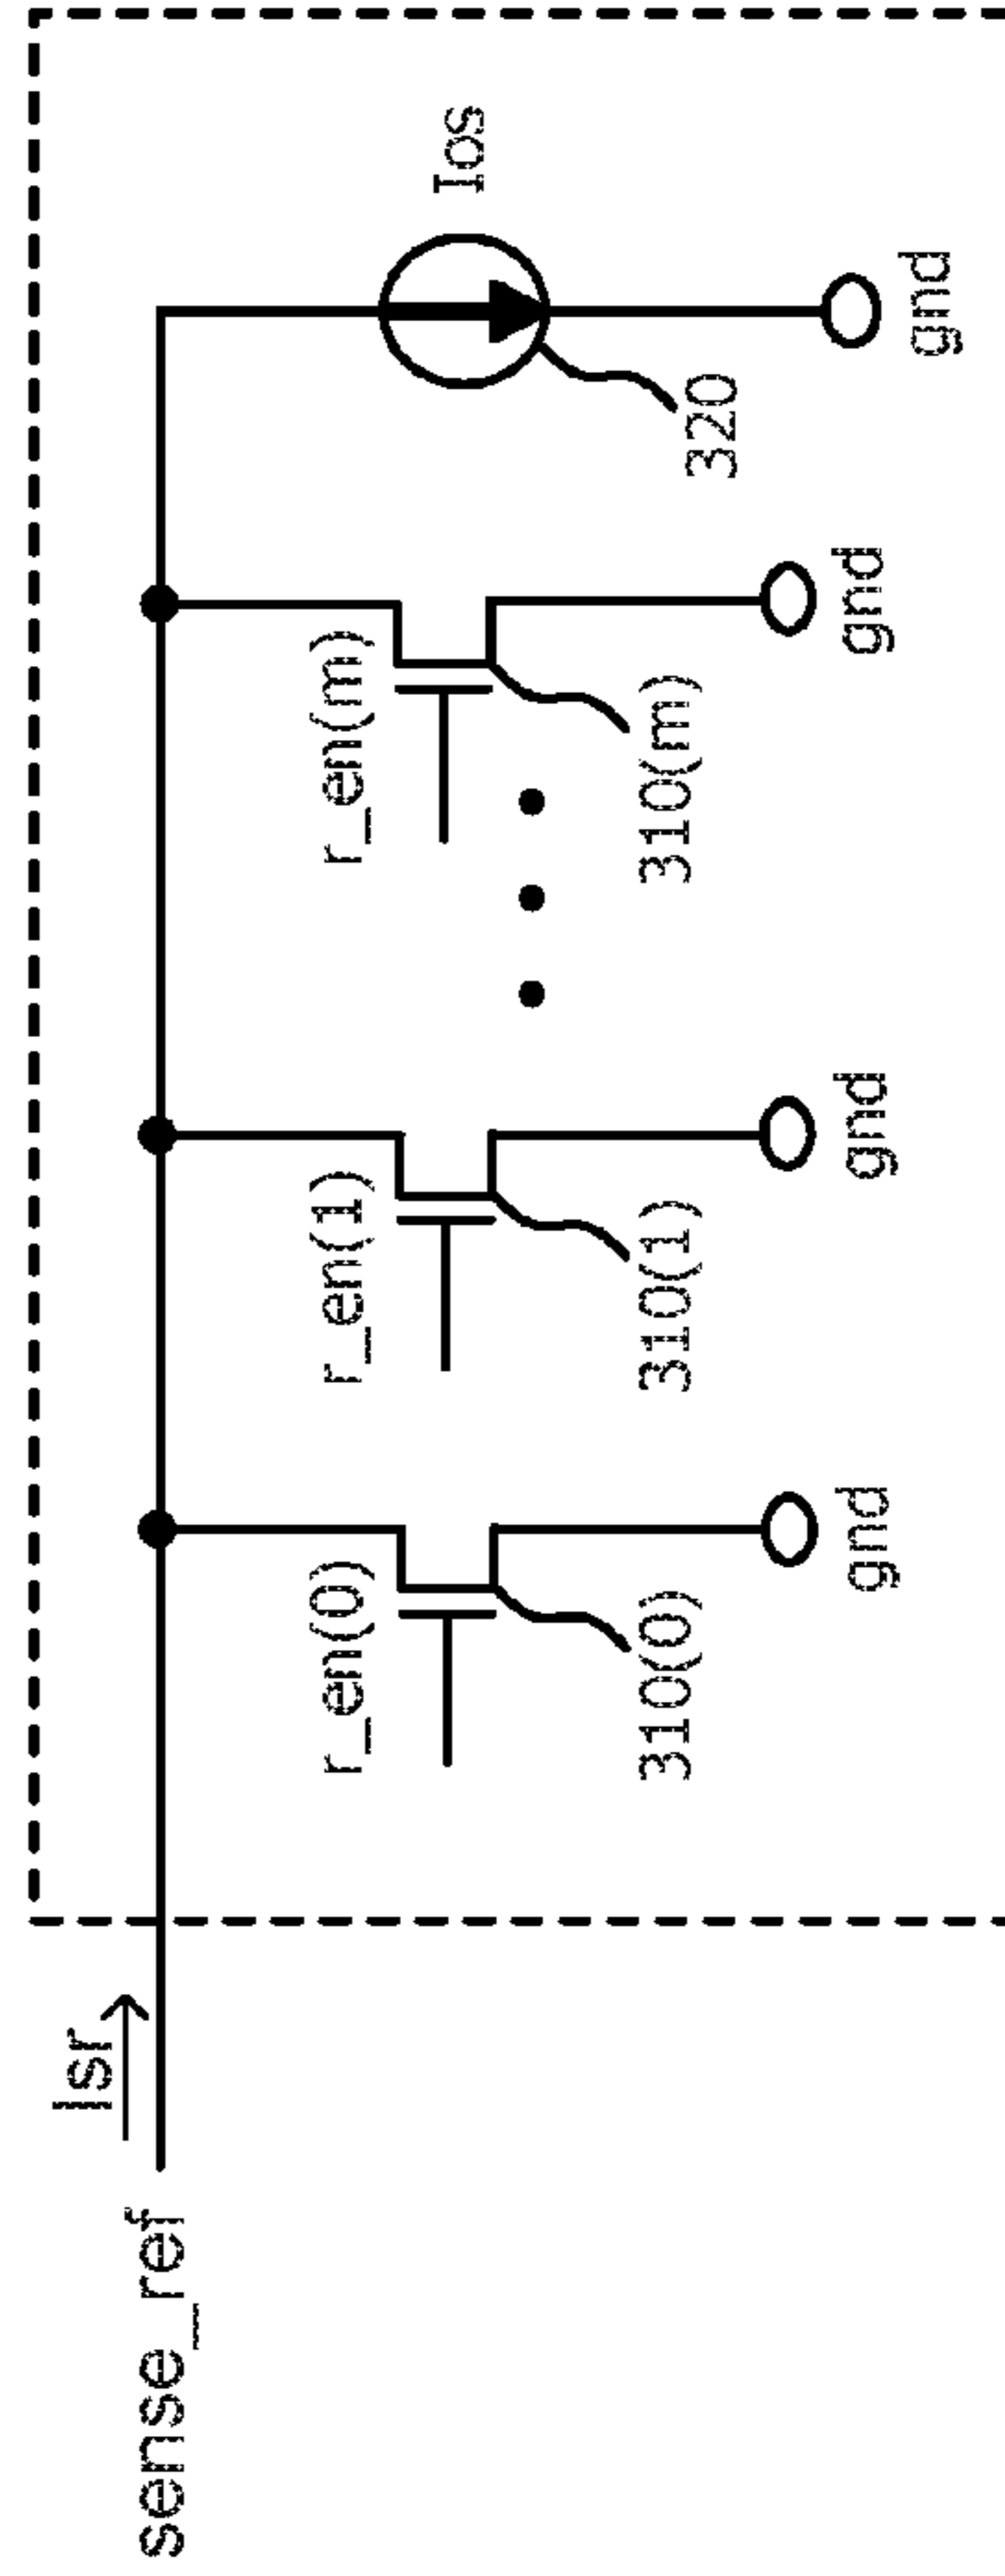 sense_ref
Isr
r_en(0)
310(0)
gnd
r_en(1)
310(1)
gnd
r_en(m)
310(m)
gnd
Ios
320
gnd